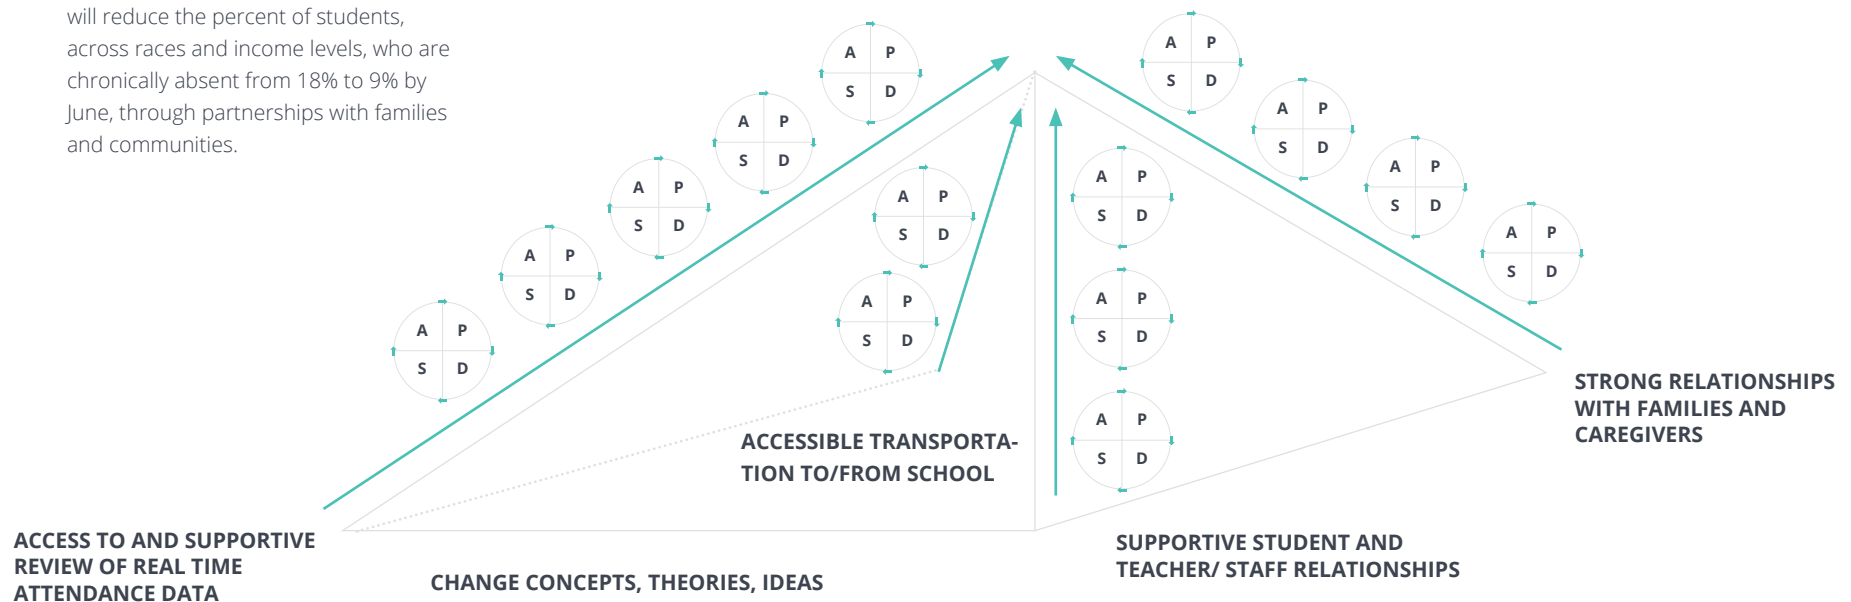 will reduce the percent of students,
across races and income levels, who are
chronically absent from 18% to 9% by
June, through partnerships with families
and communities.
A P
S D
A P
S D
A P
S D
A P
S D
A P
S D
A P
S D
A P
S D
A P
S D
A P
S D
A P
S D
A P
S D
A P
S D
A P
S D
A P
S D
STRONG RELATIONSHIPS
WITH FAMILIES AND
CAREGIVERS
ACCESSIBLE TRANSPORTA-
TION TO/FROM SCHOOL
ACCESS TO AND SUPPORTIVE
REVIEW OF REAL TIME
ATTENDANCE DATA
CHANGE CONCEPTS, THEORIES, IDEAS
SUPPORTIVE STUDENT AND
TEACHER/ STAFF RELATIONSHIPS